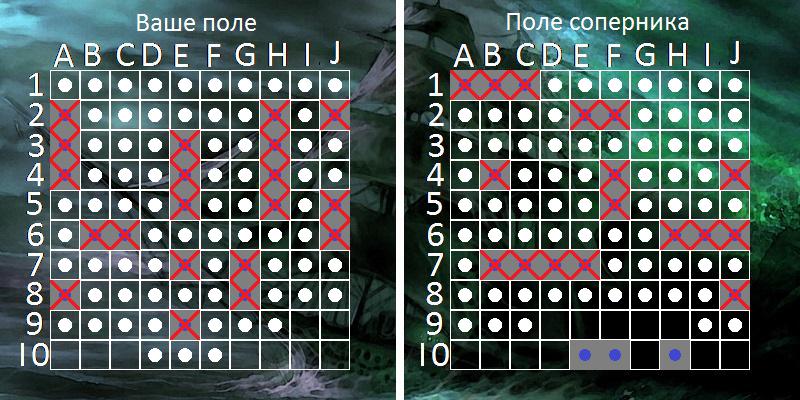 Ваше поле
Поле соперника
A B C D E F G H I J
A B C D E F G H I J
1 1
2 2
3 3
4 4
5 5
6 6
7 7
8 8
9 9
10 10